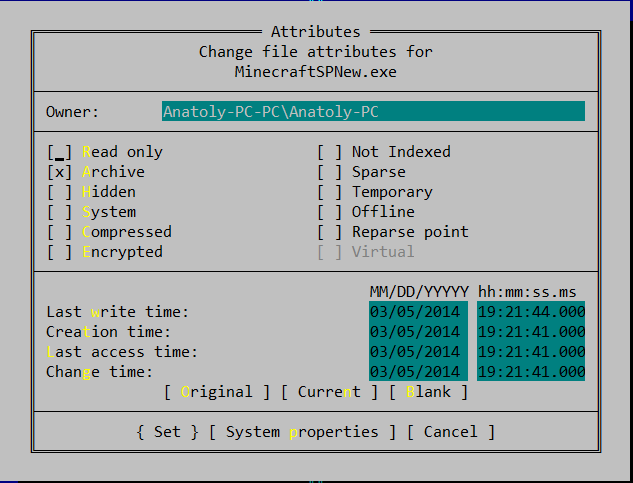 Attributes
Change file attributes for
MinecraftSPNew.exe
Owner: Anatoly-PC-PC\Anatoly-PC
[_] Read only [ ] Not Indexed
[x] Archive [ ] Sparse
[ ] Hidden [ ] Temporary
[ ] System [ ] Offline
[ ] Compressed [ ] Reparse point
[ ] Encrypted [ ] Virtual
MM/DD/YYYYY hh:mm:ss.ms
Last write time: 03/05/2014 19:21:44.000
Creation time: 03/05/2014 19:21:41.000
Last access time: 03/05/2014 19:21:41.000
Change time: 03/05/2014 19:21:41.000
[ Original ] [ Current ] [ Blank ]
{ Set } [ System properties ] [ Cancel ]